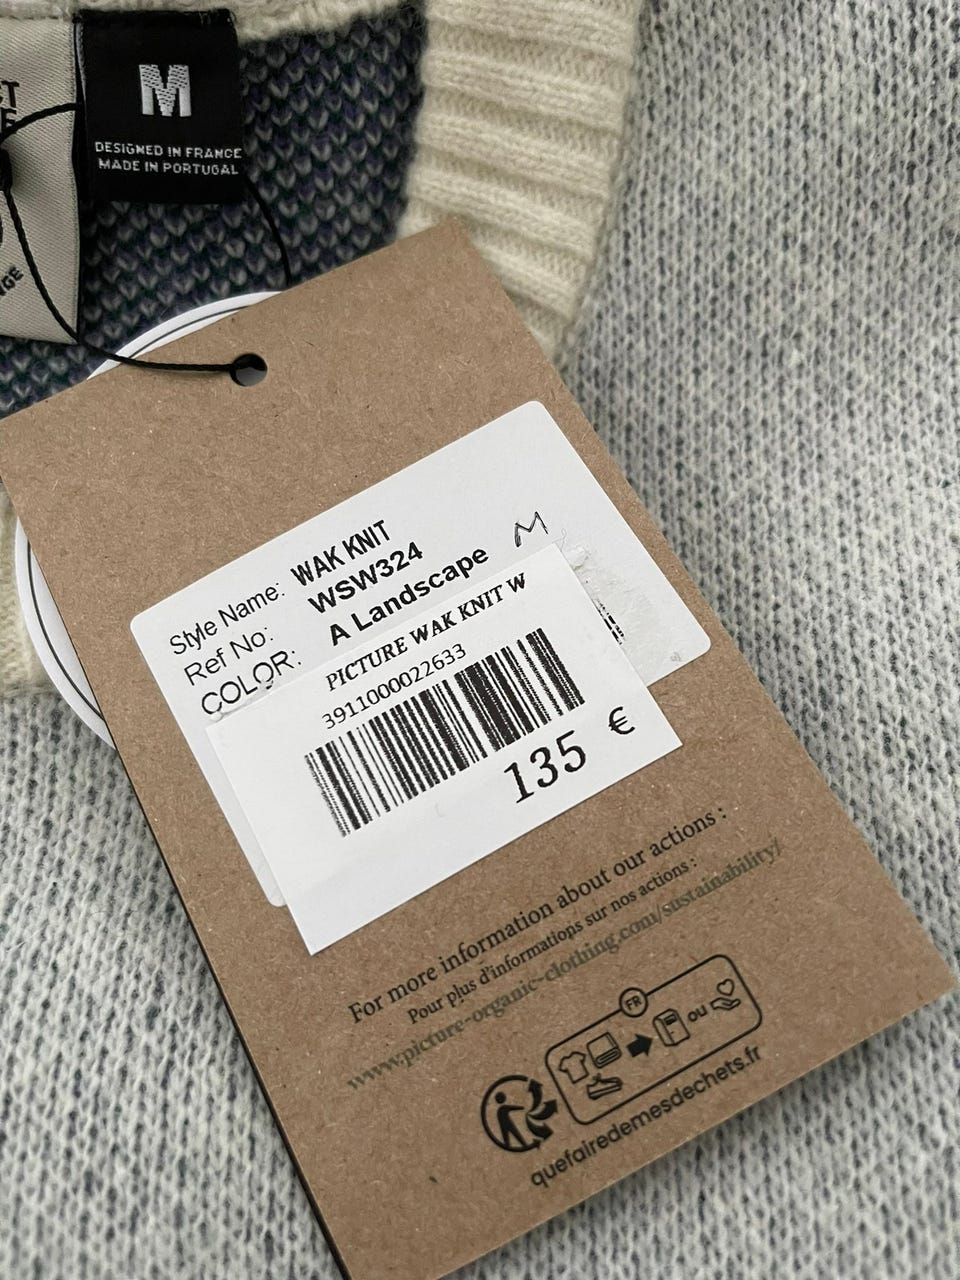 M
DESIGNED IN FRANCE
MADE IN PORTUGAL
Style Name: WAK KNIT
Ref No: WSW324
COLOR: A Landscape
M
PICTURE WAK KNIT W
3911000022633
135 €
For more information about our actions :
Pour plus d'informations sur nos actions :
www.picture-organic-clothing.com/sustainability/
FR
ou
quefairedemesdechets.fr